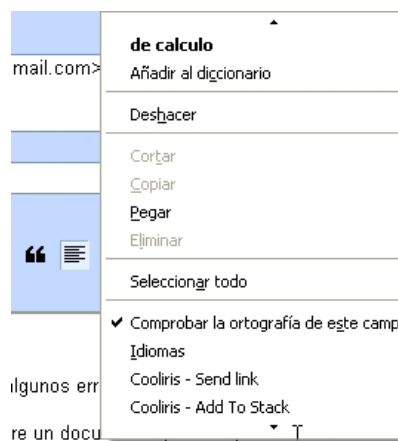 de calculo
mail.com>
Añadir al diccionario
Deshacer
Cortar
Copiar
Pegar
Eliminar
Seleccionar todo
Comprobar la ortografía de este camp
Idiomas
lgunos err
Cooliris - Send link
Cooliris - Add To Stack
re un docu